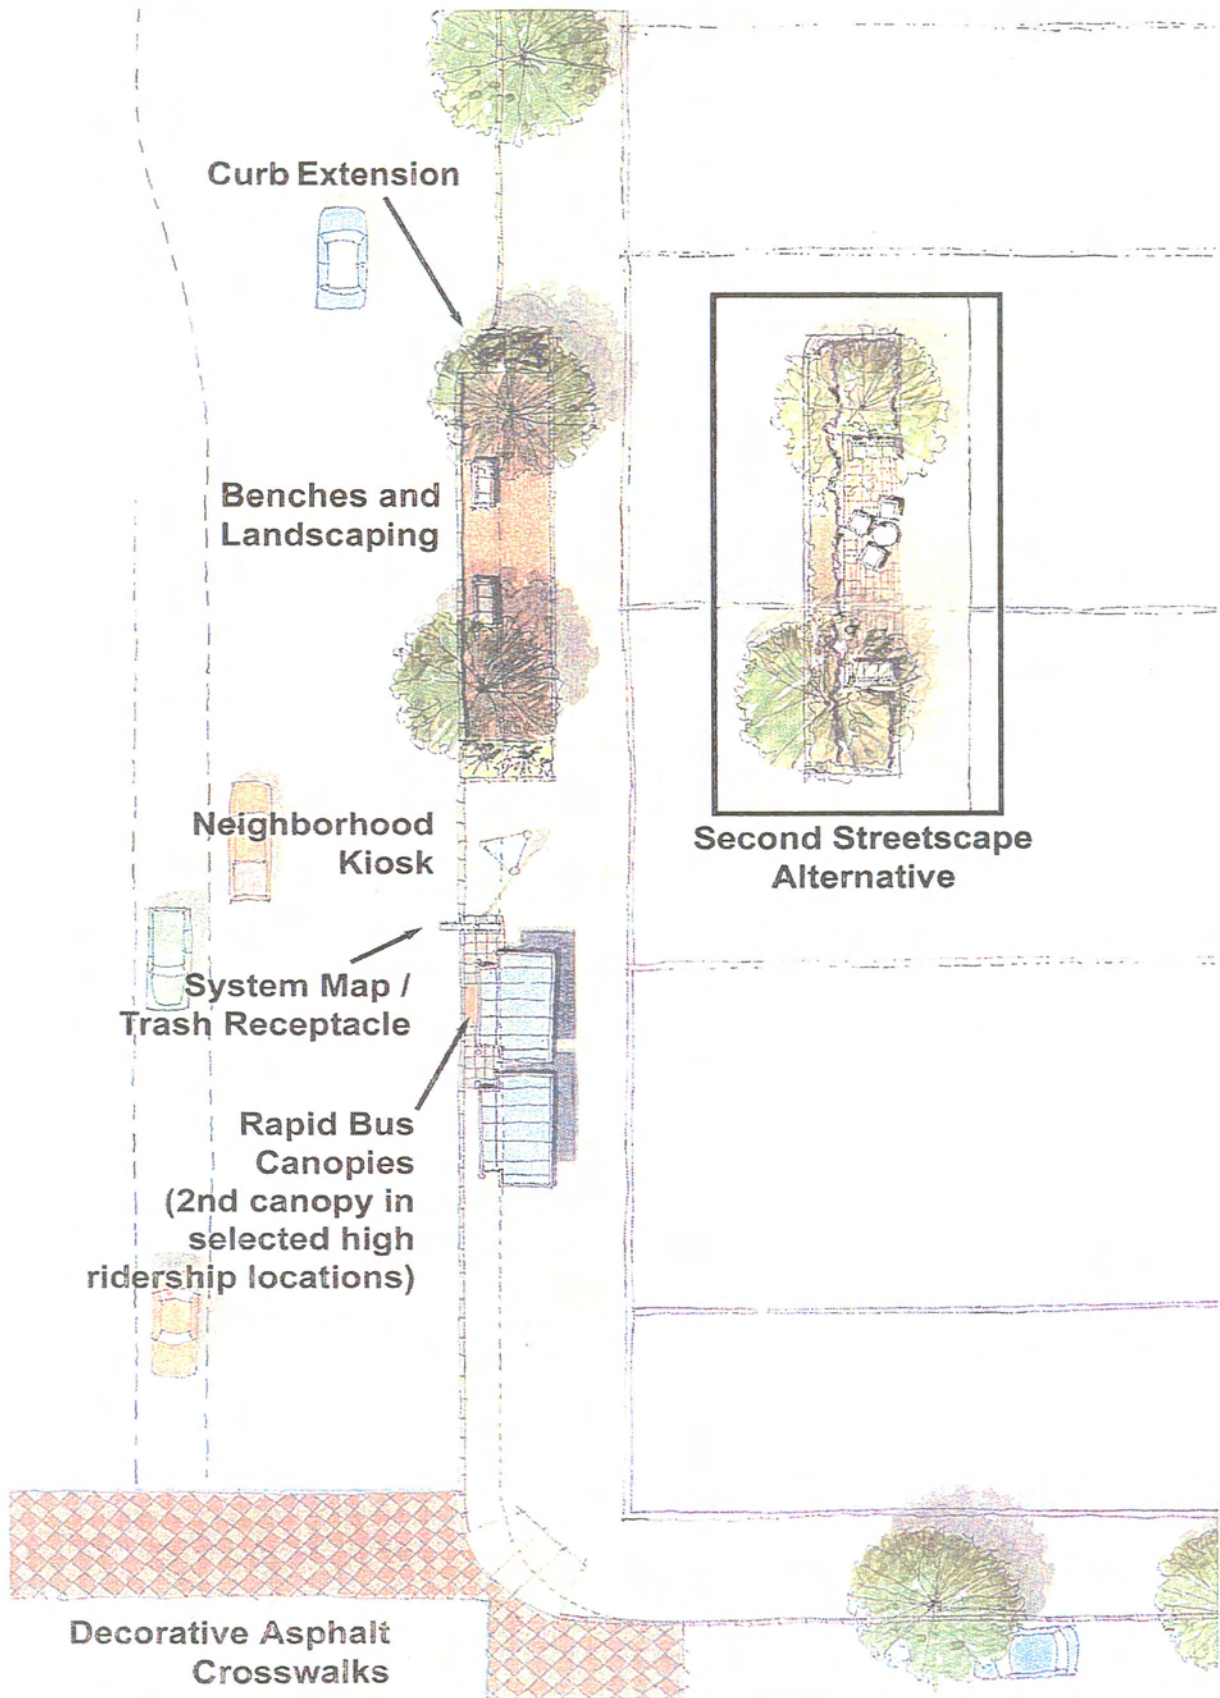 Curb Extension
Benches and
Landscaping
Neighborhood
Kiosk
Second Streetscape
Alternative
System Map /
Trash Receptacle
Rapid Bus
Canopies
(2nd canopy in
selected high
ridership locations)
Decorative Asphalt
Crosswalks